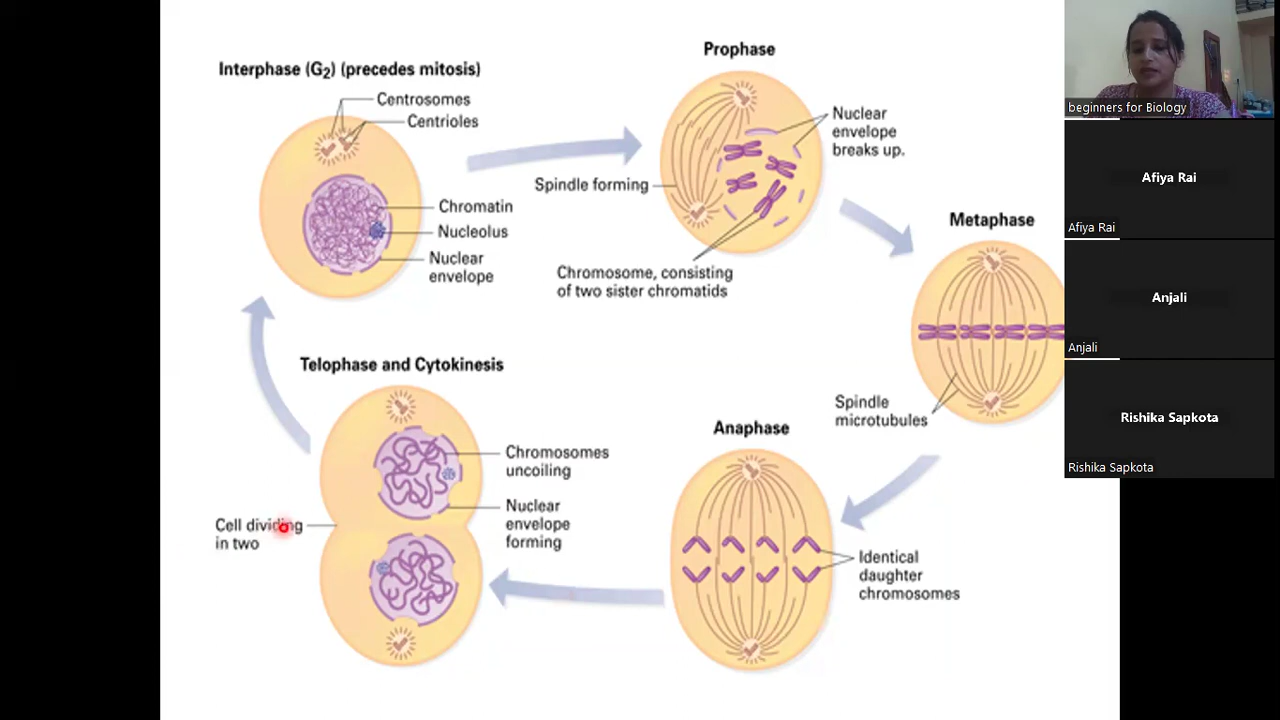 Interphase (G2) (precedes mitosis)
Centrosomes
Centrioles
Chromatin
Nucleolus
Nuclear
envelope
Prophase
Nuclear
envelope
breaks up.
Spindle forming
Chromosome, consisting
of two sister chromatids
Metaphase
Spindle
microtubules
Anaphase
Identical
daughter
chromosomes
Telophase and Cytokinesis
Chromosomes
uncoiling
Nuclear
envelope
forming
Cell dividing
in two
beginners for Biology
Afiya Rai
Afiya Rai
Anjali
Anjali
Rishika Sapkota
Rishika Sapkota